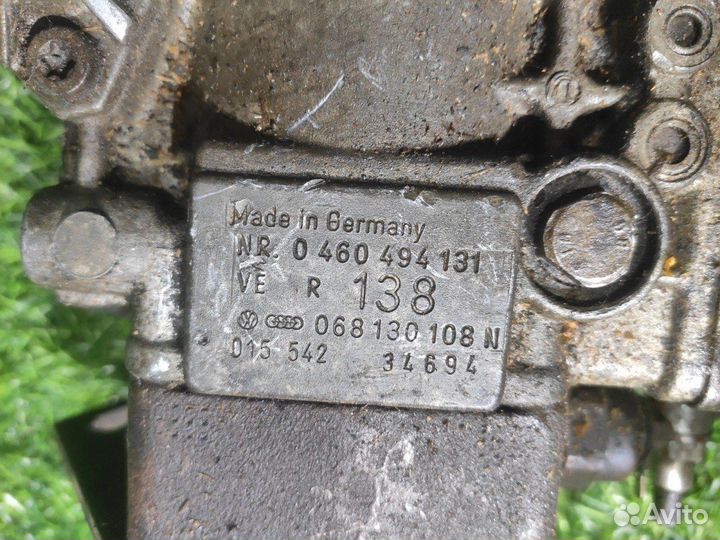 Made in Germany
NR. 0 460 494 131
VE R 138
068 130 108 N
015 542 34694
Avito